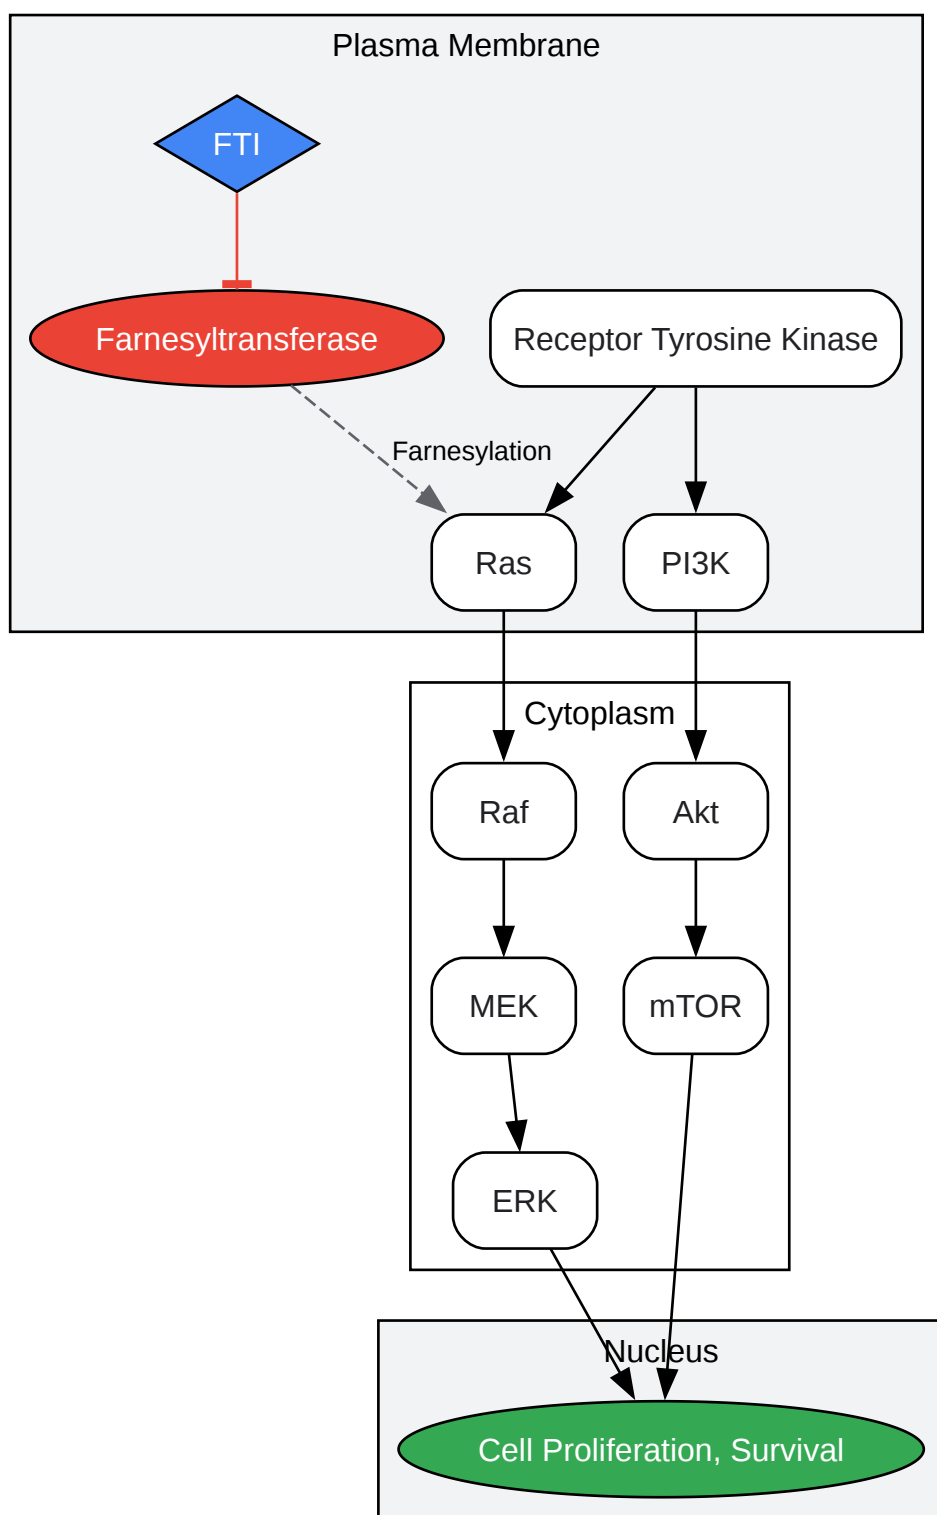 Plasma Membrane
FTI
Farnesyltransferase
Receptor Tyrosine Kinase
Farnesylation
Ras
PI3K
Cytoplasm
Raf
Akt
MEK
mTOR
ERK
Nucleus
Cell Proliferation, Survival